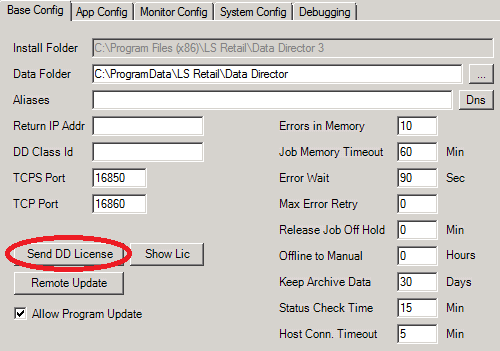 Base Config App Config Monitor Config System Config Debugging
Install Folder C:\Program Files (x86)\LS Retail\Data Director 3
Data Folder C:\ProgramData\LS Retail\Data Director ...
Aliases Dns
Return IP Addr Errors in Memory 10
DD Class Id Job Memory Timeout 60 Min
TCPS Port 16850 Error Wait 90 Sec
TCP Port 16860 Max Error Retry 0
Release Job Off Hold 0 Min
Send DD License Show Lic Offline to Manual 0 Hours
Remote Update Keep Archive Data 30 Days
Allow Program Update Status Check Time 15 Min
Host Conn. Timeout 5 Min